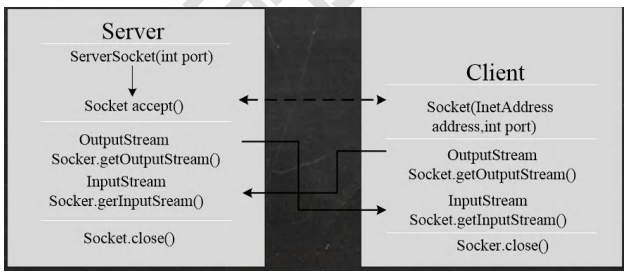 Server
ServerSocket(int port)
Socket accept()
OutputStream
Socker.getOutputStream()
InputStream
Socker.gerInputSream()
Socket.close()
Client
Socket(InetAddress
address,int port)
OutputStream
Socket.getOutputStream()
InputStream
Socket.getInputStream()
Socker.close()